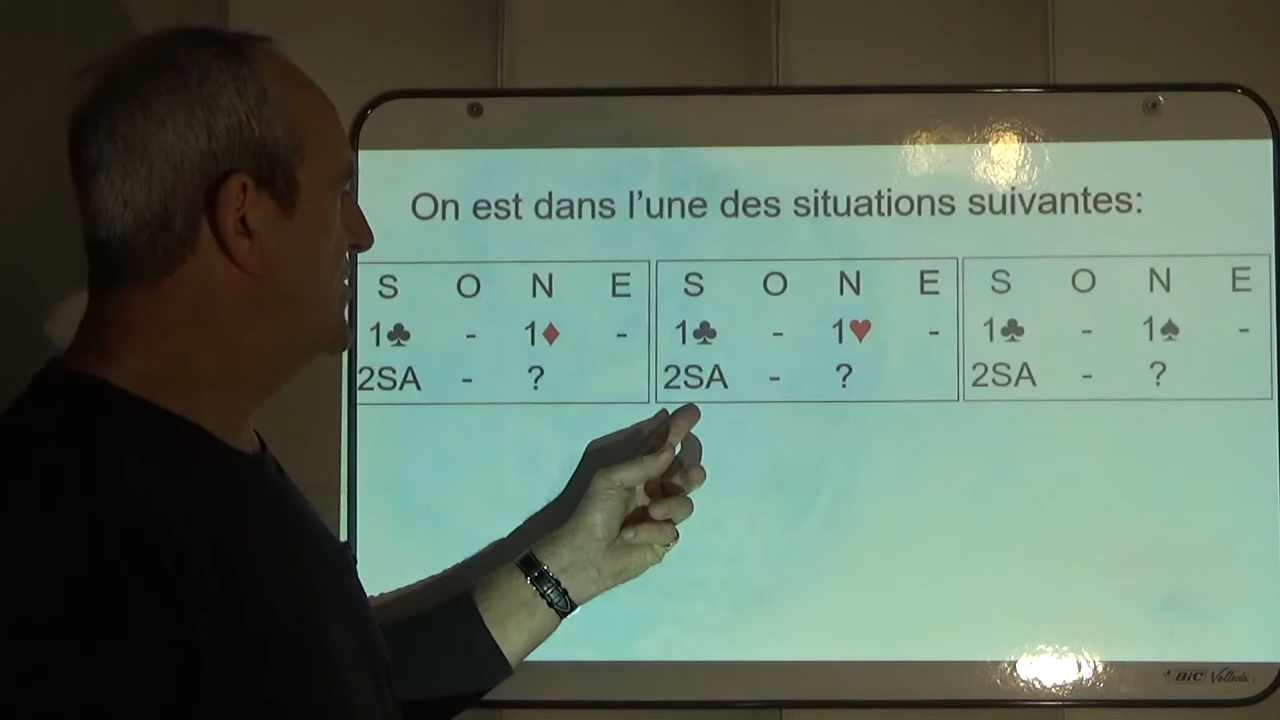 On est dans l'une des situations suivantes:
S O N E S O N E S O N E
1♣ - 1♦ - 1♣ - 1♥ - 1♣ - 1♠ -
2SA - ? 2SA - ? 2SA - ?
BIC Velleda